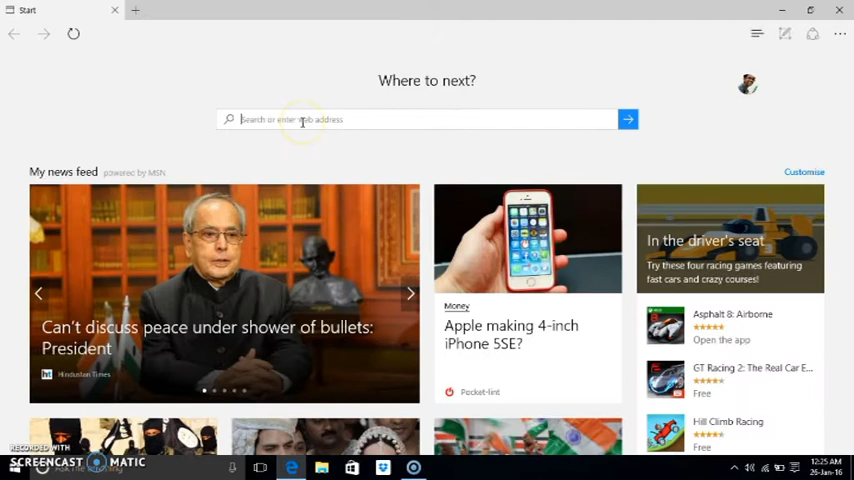 Start
Where to next?
Search or enter web address
My news feed powered by MSN
Customise
Can't discuss peace under shower of bullets:
President
ht Hindustan Times
Money
Apple making 4-inch
iPhone 5SE?
Pocket-lint
In the driver's seat
Try these four racing games featuring
fast cars and crazy courses!
Asphalt 8: Airborne
Open the app
GT Racing 2: The Real Car E...
Free
Hill Climb Racing
Free
RECORDED WITH
SCREENCAST MATIC
Ask me anything
12:25 AM
26-Jan-16